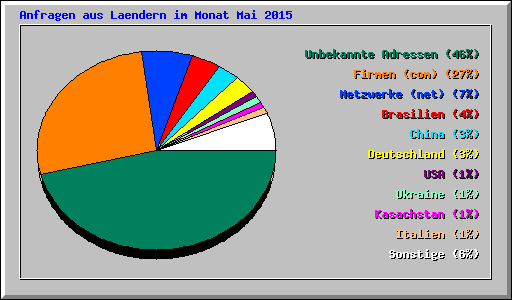 Anfragen aus Laendern im Monat Mai 2015
Unbekannte Adressen (46%)
Firmen (com) (27%)
Netzwerke (net) (7%)
Brasilien (4%)
China (3%)
Deutschland (3%)
USA (1%)
Ukraine (1%)
Kasachstan (1%)
Italien (1%)
Sonstige (6%)